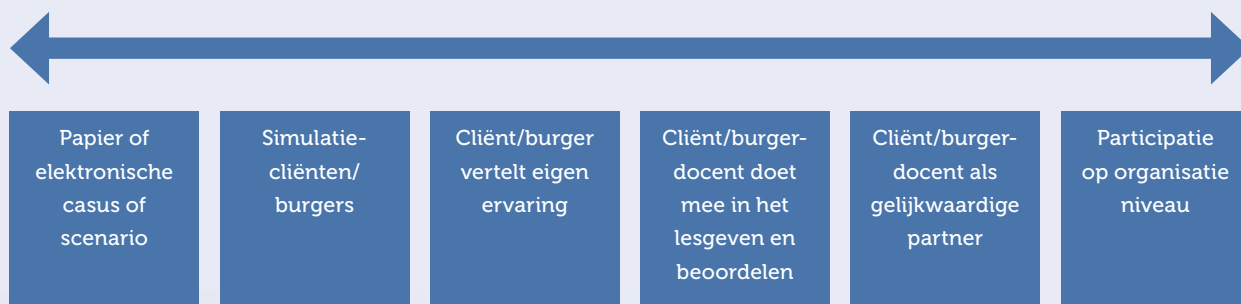 Papier of
elektronische
casus of
scenario
Simulatie-
cliënten/
burgers
Cliënt/burger
vertelt eigen
ervaring
Cliënt/burger-
docent doet
mee in het
lesgeven en
beoordelen
Cliënt/burger-
docent als
gelijkwaardige
partner
Participatie
op organisatie
niveau